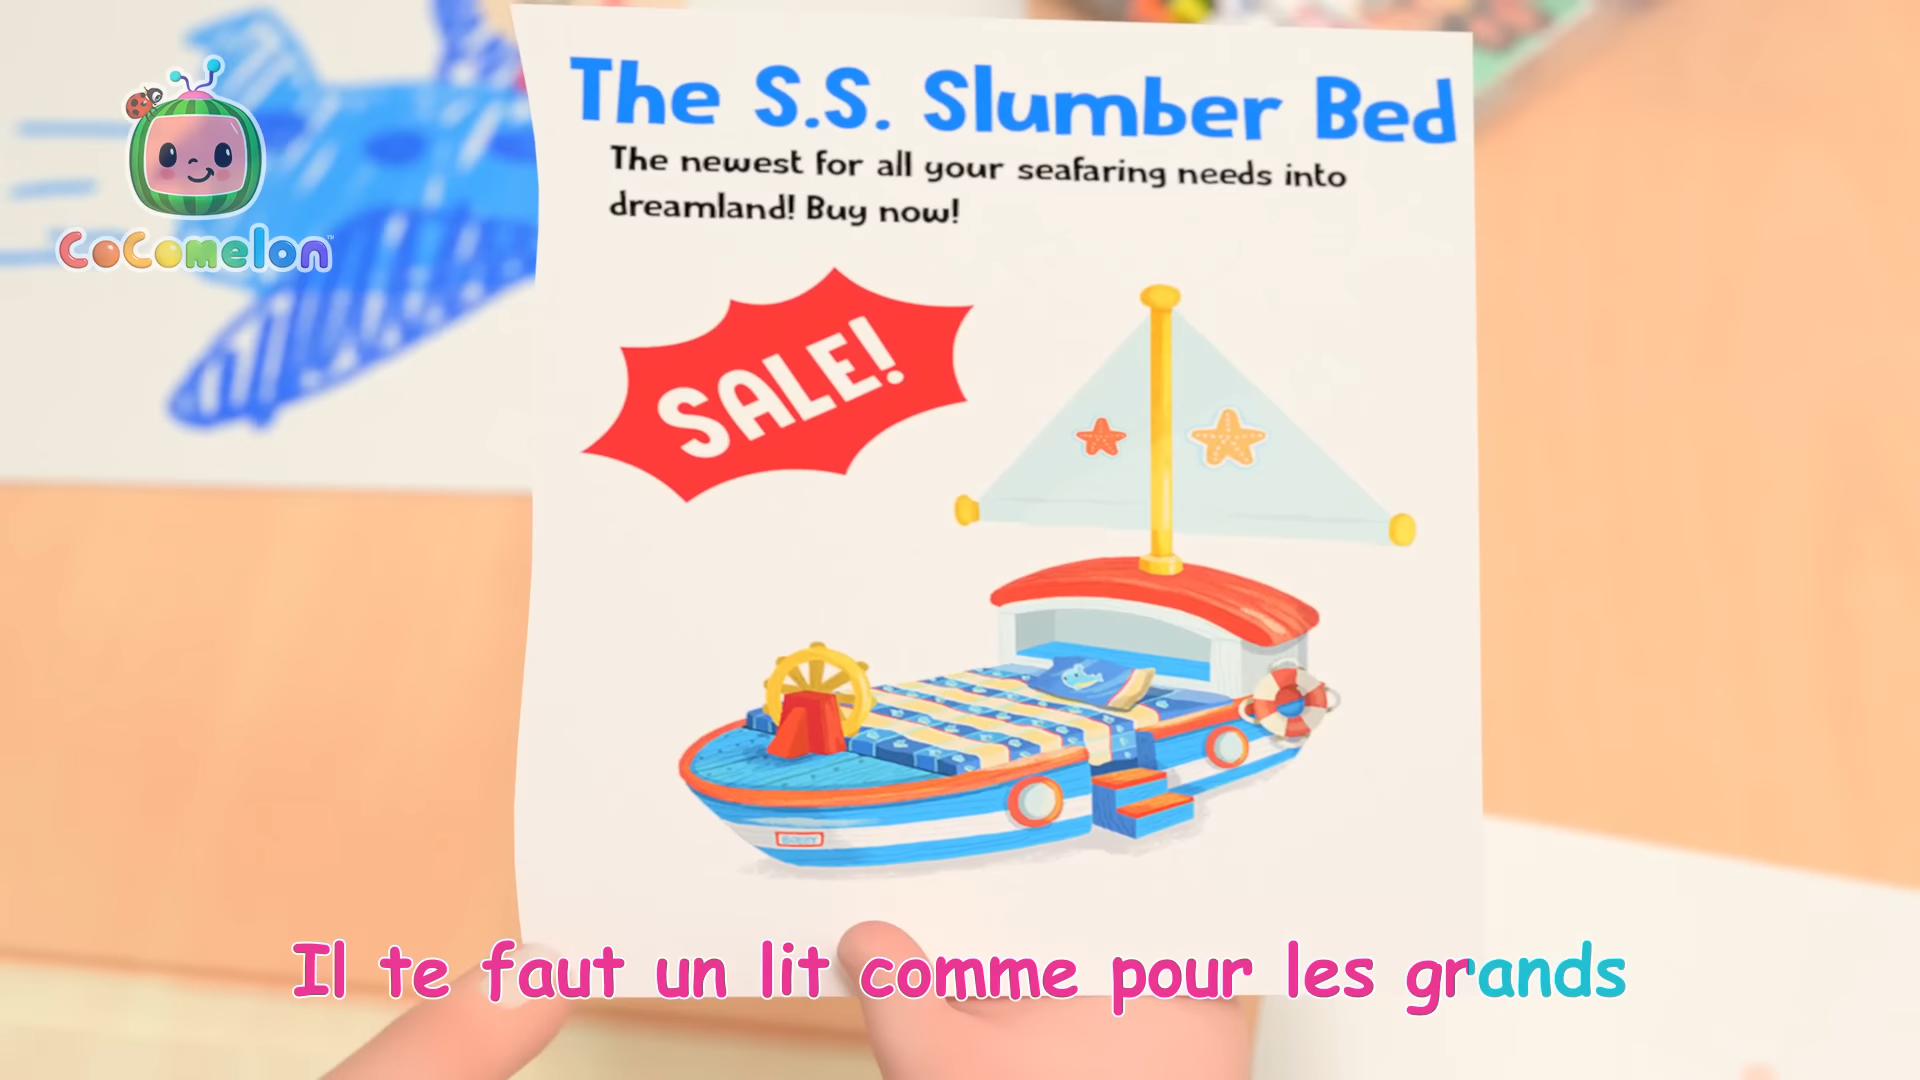 CoComelon
The S.S. Slumber Bed
The newest for all your seafaring needs into
dreamland! Buy now!
SALE!
Il te faut un lit comme pour les grands